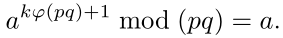 a^{kφ(pq)+1} mod (pq) = a.